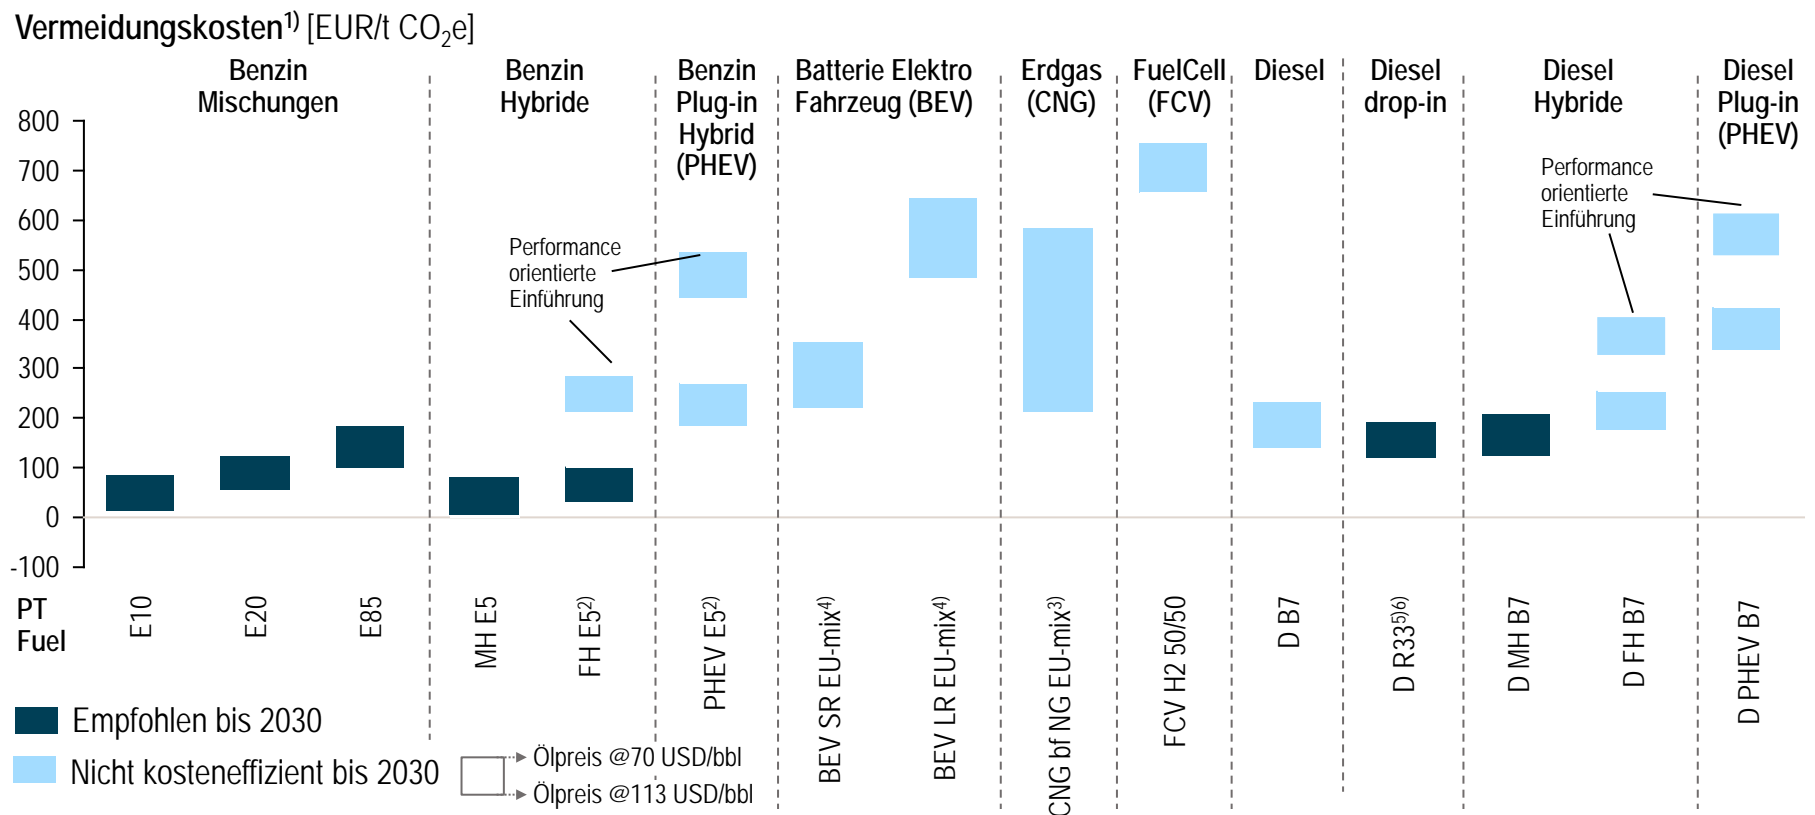 Vermeidungskosten1) [EUR/t CO2e]
Benzin
Mischungen
Benzin
Hybride
Benzin
Plug-in
Hybrid
(PHEV)
Batterie Elektro
Fahrzeug (BEV)
Erdgas
(CNG)
FuelCell
(FCV)
Diesel
Diesel
drop-in
Diesel
Hybride
Diesel
Plug-in
(PHEV)
800
700
600
500
400
300
200
100
0
-100
Performance
orientierte
Einführung
Performance
orientierte
Einführung
PT
Fuel
E10
E20
E85
MH E5
FH E52)
PHEV E52)
BEV SR EU-mix4)
BEV LR EU-mix4)
CNG bf NG EU-mix3)
FCV H2 50/50
D B7
D R335)6)
D MH B7
D FH B7
D PHEV B7
Empfohlen bis 2030
Nicht kosteneffizient bis 2030
Ölpreis @70 USD/bbl
Ölpreis @113 USD/bbl